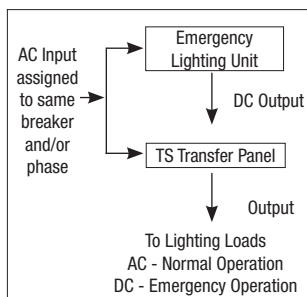 AC Input
assigned
to same
breaker
and/or
phase
Emergency
Lighting Unit
DC Output
TS Transfer Panel
Output
To Lighting Loads
AC - Normal Operation
DC - Emergency Operation